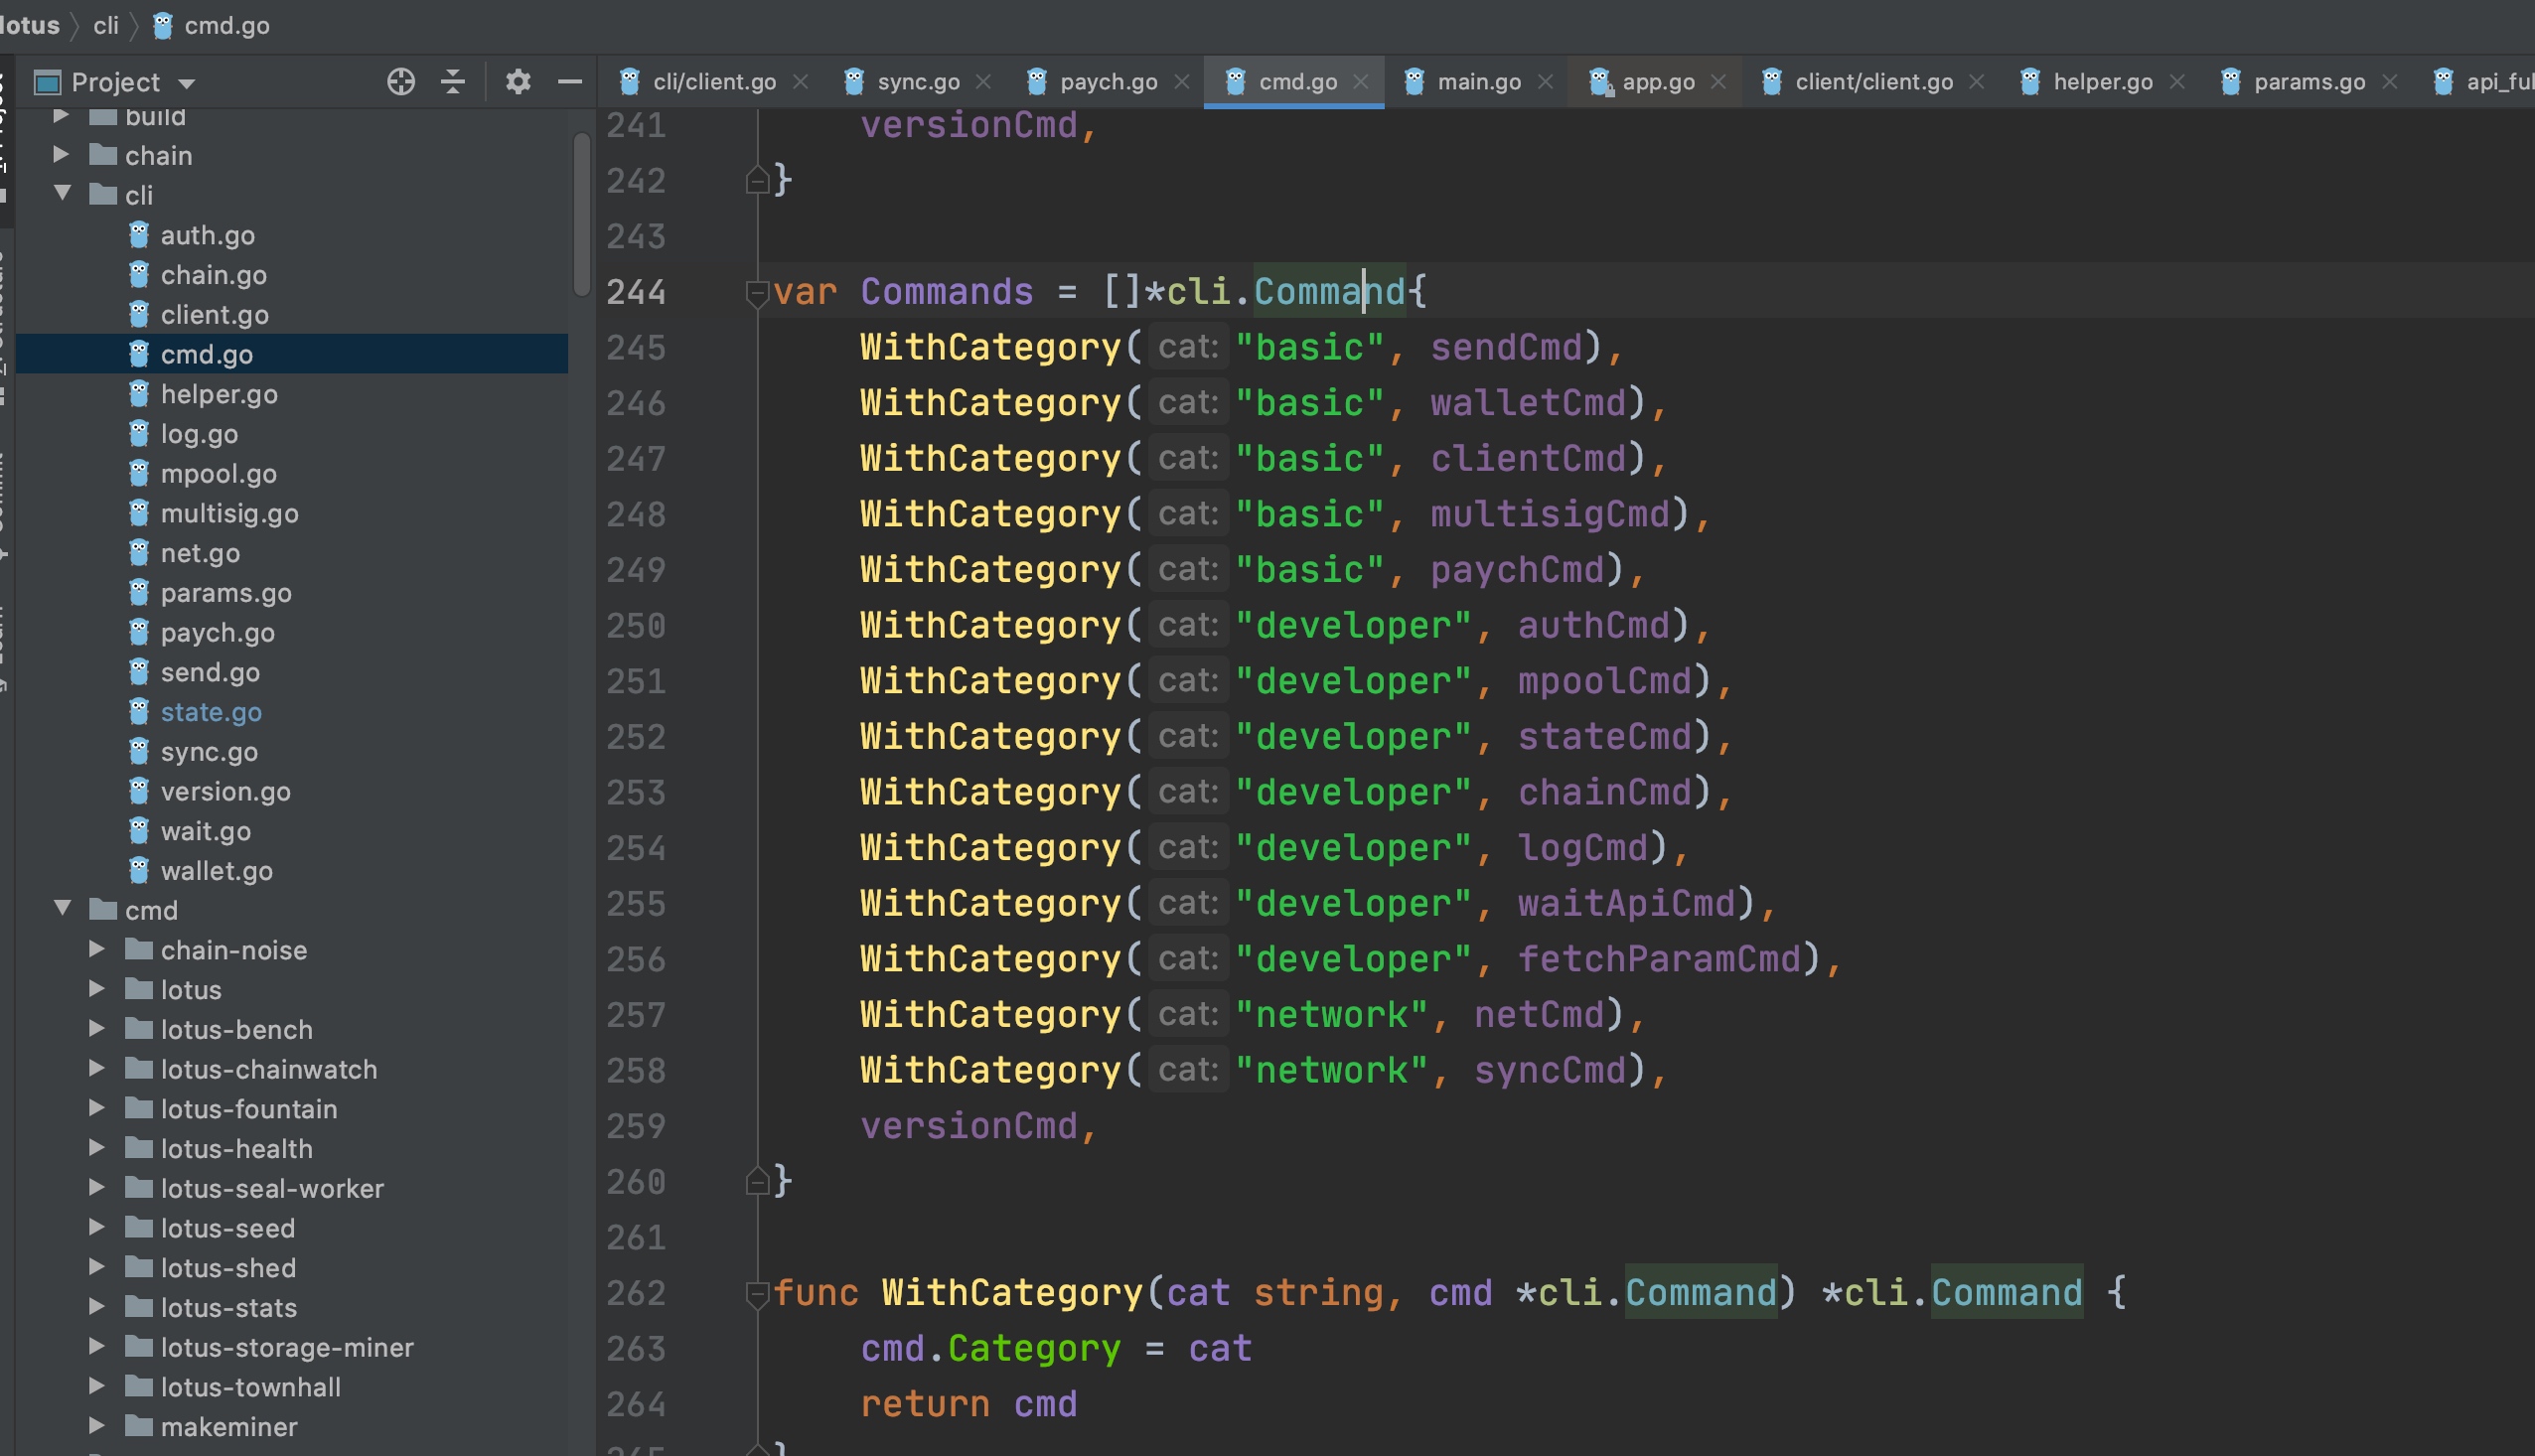 lotus cli cmd.go
Project
cli/client.go sync.go paych.go cmd.go main.go app.go client/client.go helper.go params.go
build
chain
cli
auth.go
chain.go
client.go
cmd.go
helper.go
log.go
mpool.go
multisig.go
net.go
params.go
paych.go
send.go
state.go
sync.go
version.go
wait.go
wallet.go
cmd
chain-noise
lotus
lotus-bench
lotus-chainwatch
lotus-fountain
lotus-health
lotus-seal-worker
lotus-seed
lotus-shed
lotus-stats
lotus-storage-miner
lotus-townhall
makeminer
241 versionCmd,
242 }
243
244 var Commands = []*cli.Command{
245 WithCategory( cat: "basic", sendCmd),
246 WithCategory( cat: "basic", walletCmd),
247 WithCategory( cat: "basic", clientCmd),
248 WithCategory( cat: "basic", multisigCmd),
249 WithCategory( cat: "basic", paychCmd),
250 WithCategory( cat: "developer", authCmd),
251 WithCategory( cat: "developer", mpoolCmd),
252 WithCategory( cat: "developer", stateCmd),
253 WithCategory( cat: "developer", chainCmd),
254 WithCategory( cat: "developer", logCmd),
255 WithCategory( cat: "developer", waitApiCmd),
256 WithCategory( cat: "developer", fetchParamCmd),
257 WithCategory( cat: "network", netCmd),
258 WithCategory( cat: "network", syncCmd),
259 versionCmd,
260 }
261
262 func WithCategory(cat string, cmd *cli.Command) *cli.Command {
263 cmd.Category = cat
264 return cmd
265 }